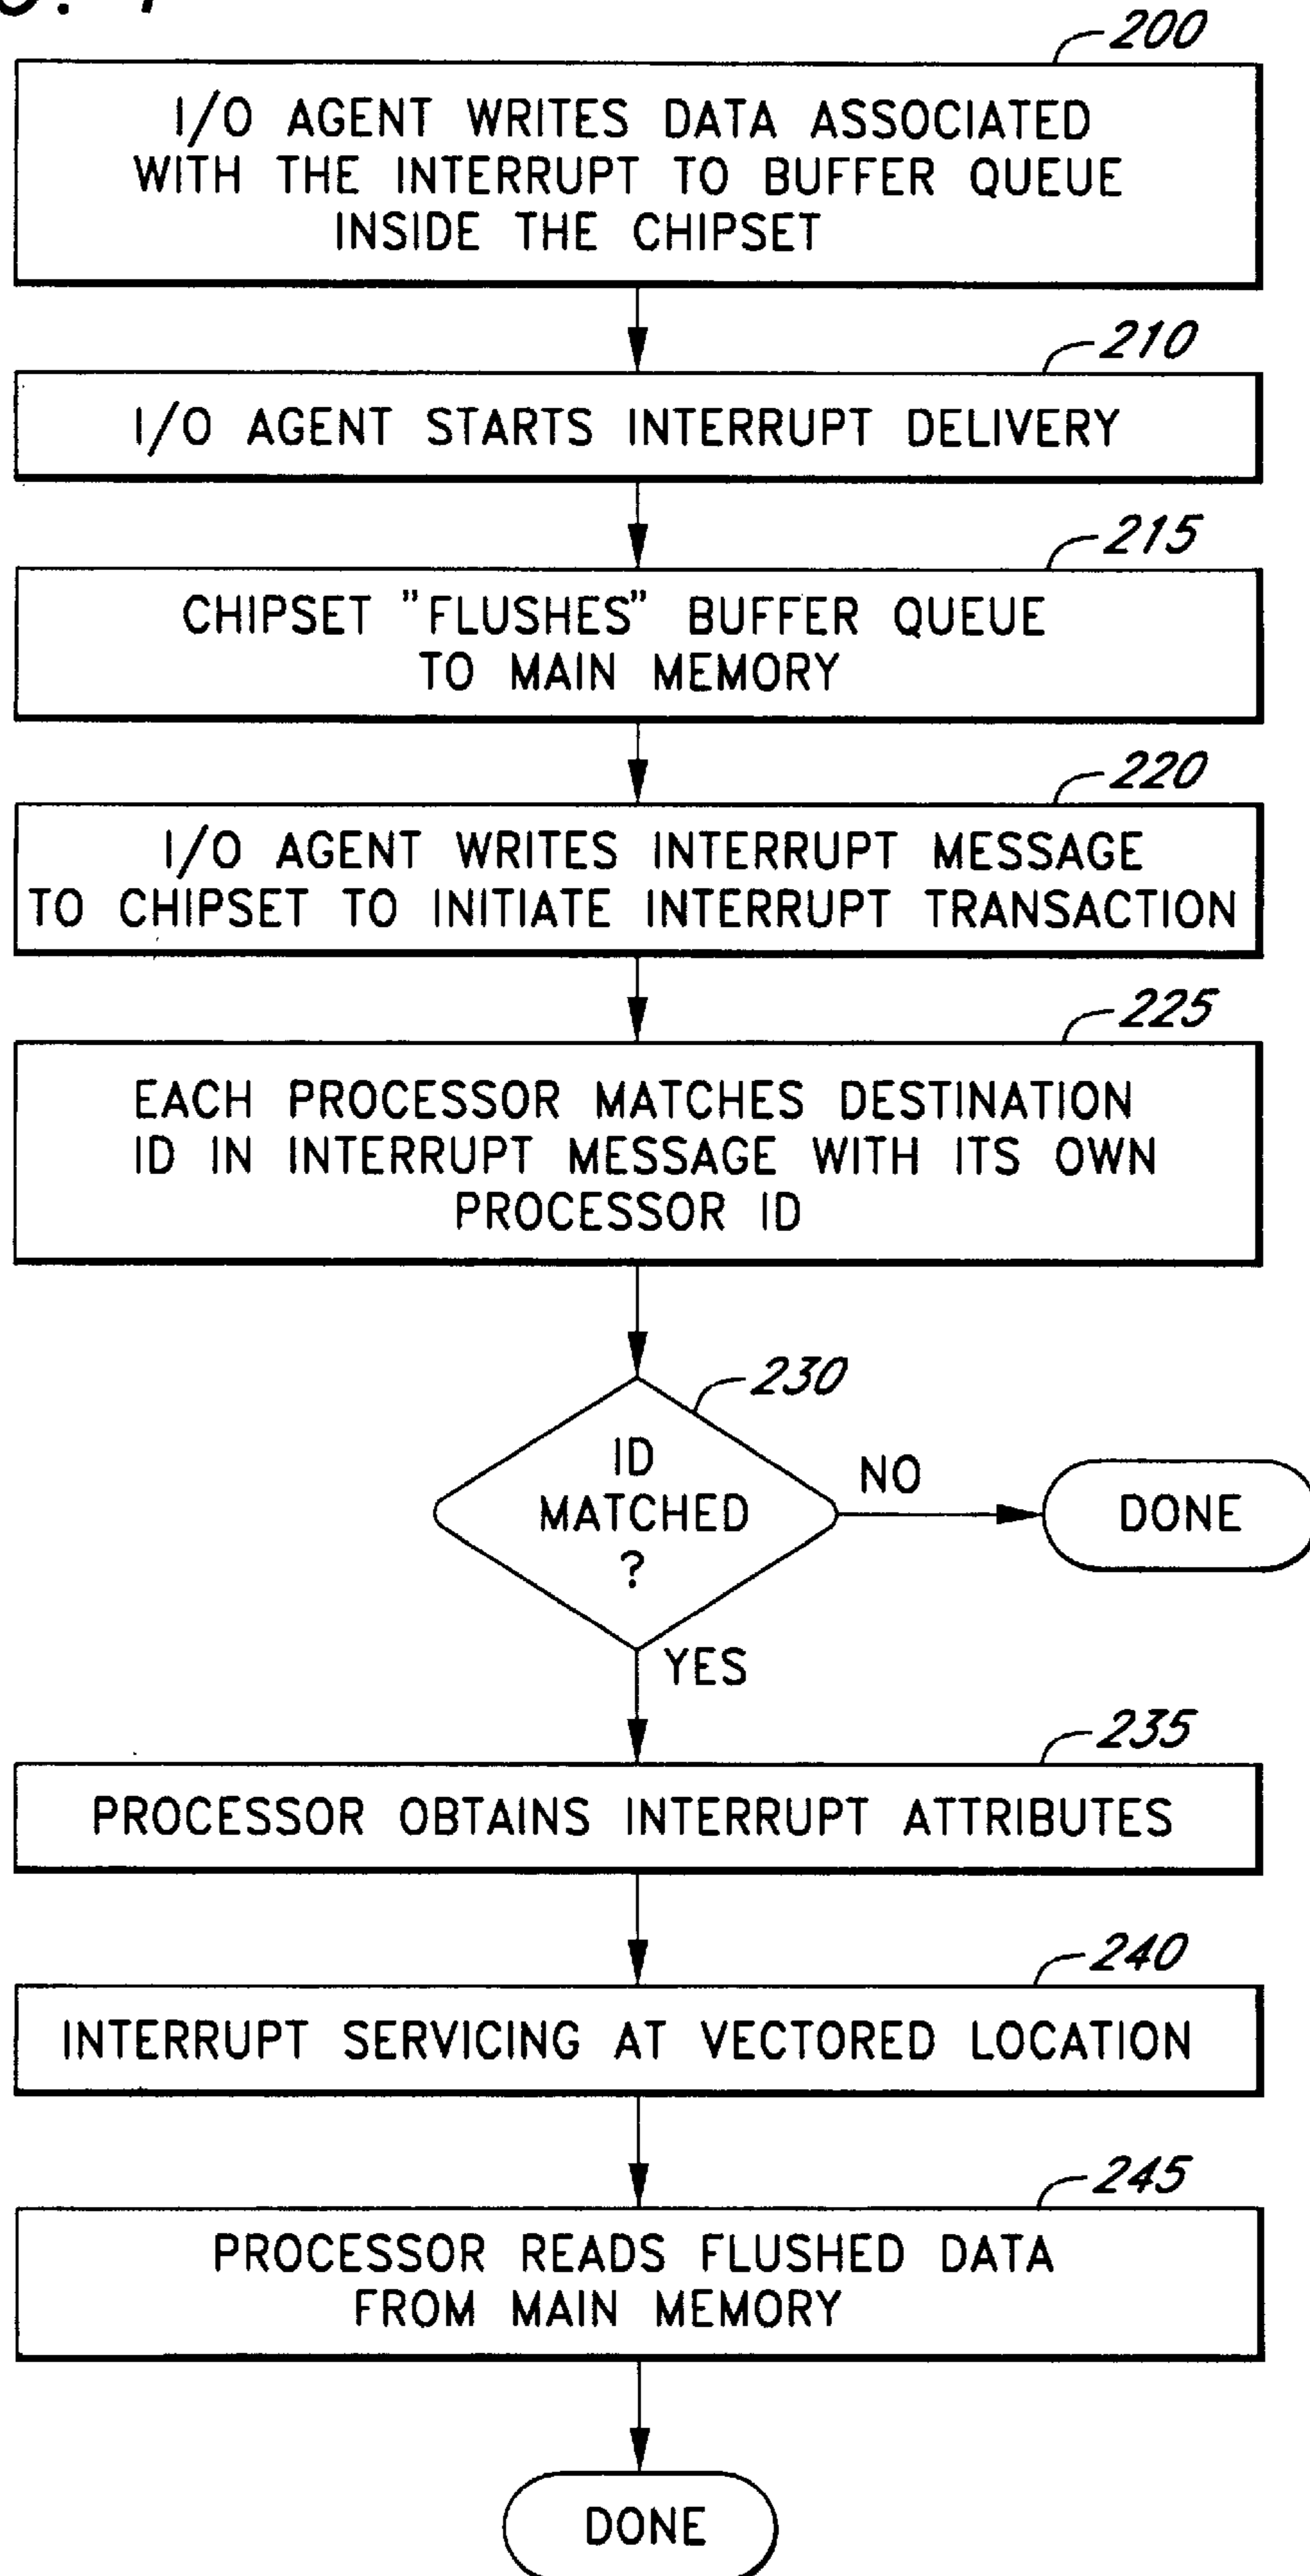 200
I/O AGENT WRITES DATA ASSOCIATED
WITH THE INTERRUPT TO BUFFER QUEUE
INSIDE THE CHIPSET
210
I/O AGENT STARTS INTERRUPT DELIVERY
215
CHIPSET "FLUSHES" BUFFER QUEUE
TO MAIN MEMORY
220
I/O AGENT WRITES INTERRUPT MESSAGE
TO CHIPSET TO INITIATE INTERRUPT TRANSACTION
225
EACH PROCESSOR MATCHES DESTINATION
ID IN INTERRUPT MESSAGE WITH ITS OWN
PROCESSOR ID
230
ID
MATCHED
?
NO
DONE
YES
235
PROCESSOR OBTAINS INTERRUPT ATTRIBUTES
240
INTERRUPT SERVICING AT VECTORED LOCATION
245
PROCESSOR READS FLUSHED DATA
FROM MAIN MEMORY
DONE